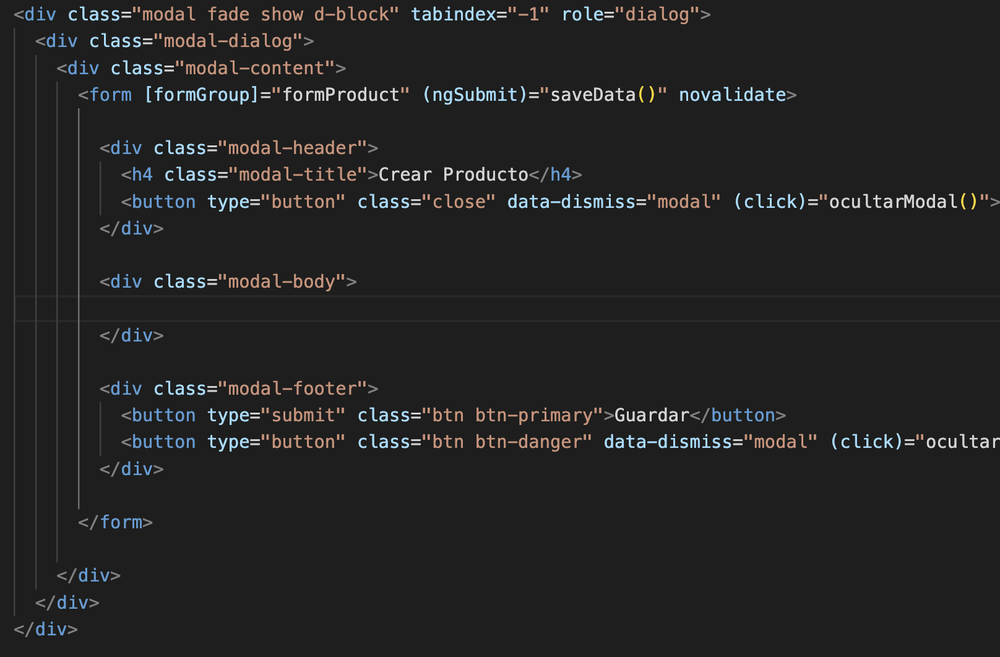 <div class="modal fade show d-block" tabindex="-1" role="dialog">
<div class="modal-dialog">
<div class="modal-content">
<form [formGroup]="formProduct" (ngSubmit)="saveData()" novalidate>
<div class="modal-header">
<h4 class="modal-title">Crear Producto</h4>
<button type="button" class="close" data-dismiss="modal" (click)="ocultarModal()">
</div>
<div class="modal-body">
</div>
<div class="modal-footer">
<button type="submit" class="btn btn-primary">Guardar</button>
<button type="button" class="btn btn-danger" data-dismiss="modal" (click)="ocultar
</div>
</form>
</div>
</div>
</div>